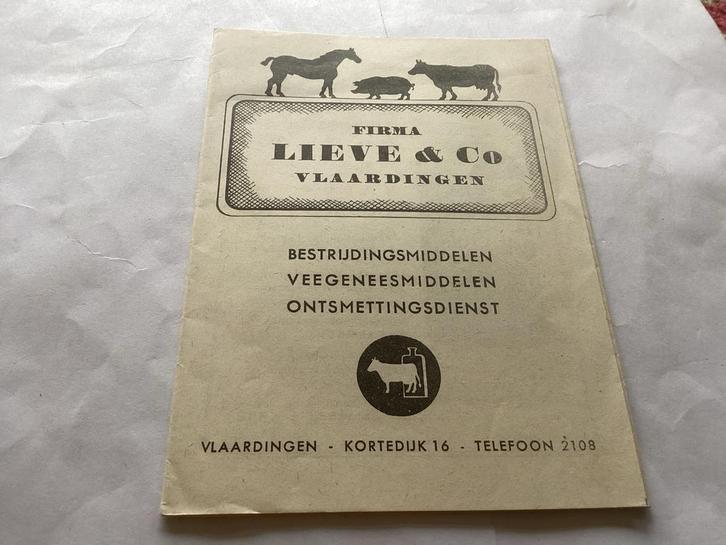 FIRMA
LIEVE & Co
VLAARDINGEN
BESTRIJDINGSMIDDELEN
VEEGENEESMIDDELEN
ONTSMETTINGSDIENST
VLAARDINGEN - KORTEDIJK 16 - TELEFOON 2108